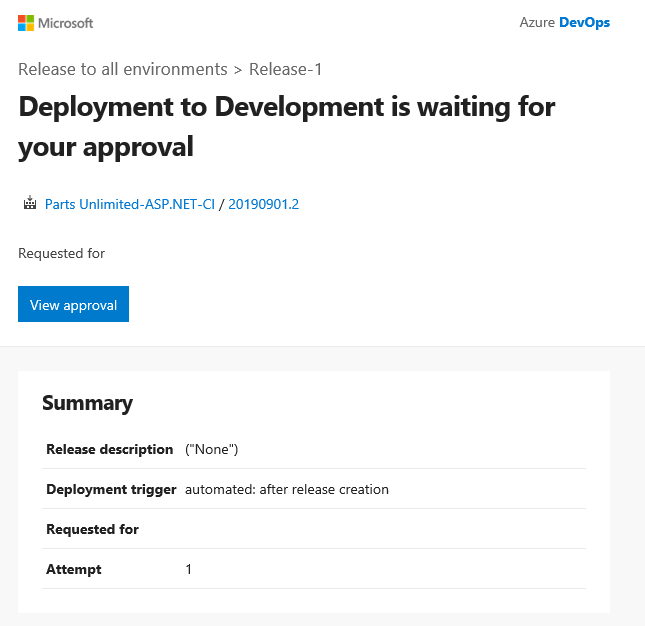 Microsoft
Azure DevOps
Release to all environments > Release-1
Deployment to Development is waiting for
your approval
Parts Unlimited-ASP.NET-CI / 20190901.2
Requested for
View approval
Summary
Release description ("None")
Deployment trigger automated: after release creation
Requested for
Attempt 1